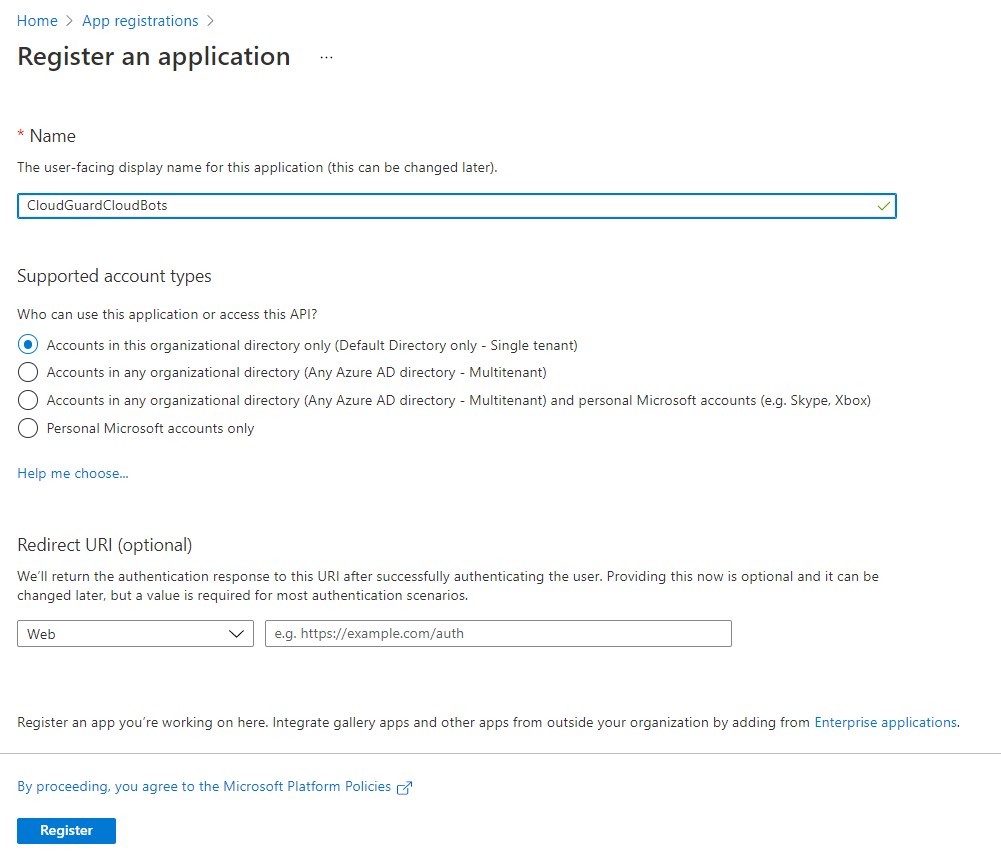 Home > App registrations >
Register an application ...
* Name
The user-facing display name for this application (this can be changed later).
CloudGuardCloudBots
Supported account types
Who can use this application or access this API?
Accounts in this organizational directory only (Default Directory only - Single tenant)
Accounts in any organizational directory (Any Azure AD directory - Multitenant)
Accounts in any organizational directory (Any Azure AD directory - Multitenant) and personal Microsoft accounts (e.g. Skype, Xbox)
Personal Microsoft accounts only
Help me choose...
Redirect URI (optional)
We’ll return the authentication response to this URI after successfully authenticating the user. Providing this now is optional and it can be
changed later, but a value is required for most authentication scenarios.
Web e.g. https://example.com/auth
Register an app you’re working on here. Integrate gallery apps and other apps from outside your organization by adding from Enterprise applications.
By proceeding, you agree to the Microsoft Platform Policies
Register